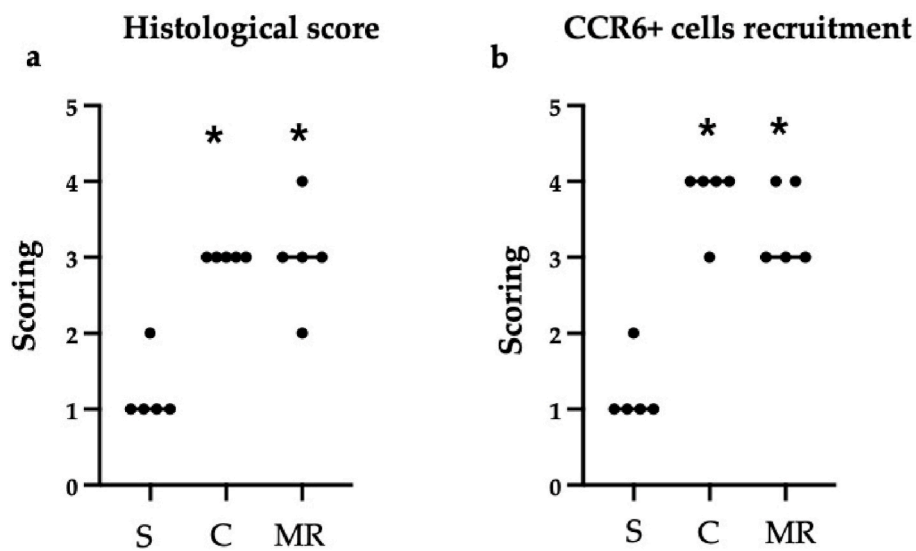 Histological score
CCR6+ cells recruitment
a
b
Scoring
5
4
3
2
1
0
*
*
S
C
MR
Scoring
5
4
3
2
1
0
*
*
S
C
MR